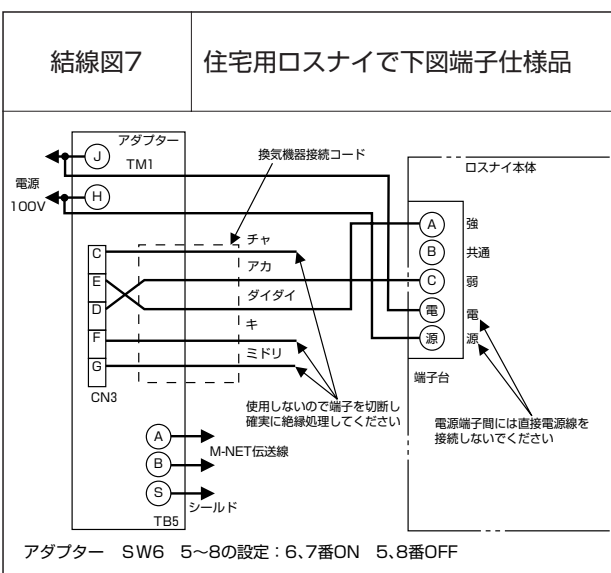 結線図7
住宅用ロスナイで下図端子仕様品
アダプター
TM1
J
H
電源
100V
換気機器接続コード
ロスナイ本体
C
E
D
F
G
CN3
チャ
アカ
ダイダイ
キ
ミドリ
A
強
B
共通
C
弱
電
電
源
源
端子台
使用しないので端子を切断し
確実に絶縁処理してください
電源端子間には直接電源線を
接続しないでください
A
B
M-NET伝送線
S
シールド
TB5
アダプター SW6 5~8の設定:6、7番ON 5、8番OFF